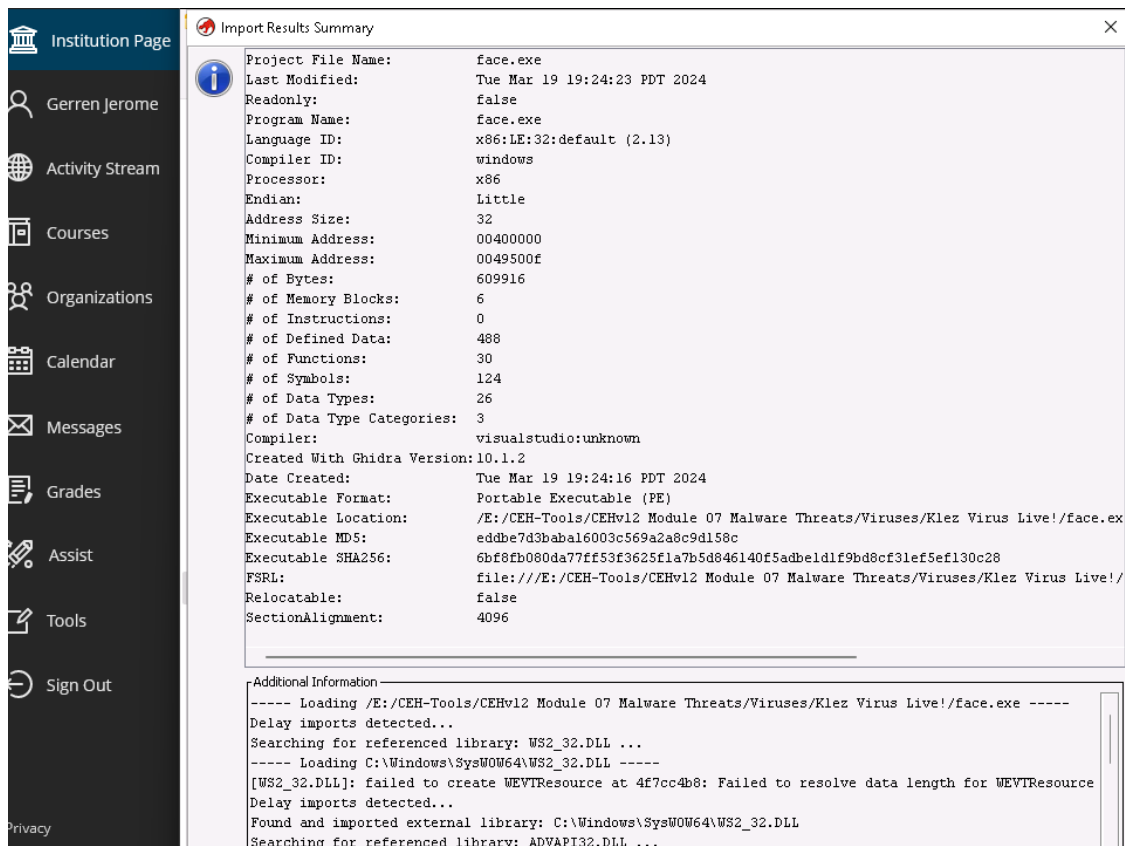 Institution Page
Gerren Jerome
Activity Stream
Courses
Organizations
Calendar
Messages
Grades
Assist
Tools
Sign Out
Privacy
Import Results Summary
Project File Name: face.exe
Last Modified: Tue Mar 19 19:24:23 PDT 2024
Readonly: false
Program Name: face.exe
Language ID: x86:LE:32:default (2.13)
Compiler ID: windows
Processor: x86
Endian: Little
Address Size: 32
Minimum Address: 00400000
Maximum Address: 0049500f
# of Bytes: 609916
# of Memory Blocks: 6
# of Instructions: 0
# of Defined Data: 488
# of Functions: 30
# of Symbols: 124
# of Data Types: 26
# of Data Type Categories: 3
Compiler: visualstudio:unknown
Created With Ghidra Version: 10.1.2
Date Created: Tue Mar 19 19:24:16 PDT 2024
Executable Format: Portable Executable (PE)
Executable Location: /E:/CEH-Tools/CEHv12 Module 07 Malware Threats/Viruses/Klez Virus Live!/face.ex
Executable MD5: eddbe7d3baba16003c569a2a8c9d158c
Executable SHA256: 6bf8fb080da77ff53f3625f1a7b5d846140f5adbe1d1f9bd8cf31ef5ef130c28
FSRL: file:///E:/CEH-Tools/CEHv12 Module 07 Malware Threats/Viruses/Klez Virus Live!/
Relocatable: false
SectionAlignment: 4096
Additional Information
----- Loading /E:/CEH-Tools/CEHv12 Module 07 Malware Threats/Viruses/Klez Virus Live!/face.exe -----
Delay imports detected...
Searching for referenced library: WS2_32.DLL ...
----- Loading C:\Windows\SysWOW64\WS2_32.DLL -----
[WS2_32.DLL]: failed to create WEVTResource at 4f7cc4b8: Failed to resolve data length for WEVTResource
Delay imports detected...
Found and imported external library: C:\Windows\SysWOW64\WS2_32.DLL
Searching for referenced library: ADVAPI32.DLL ...